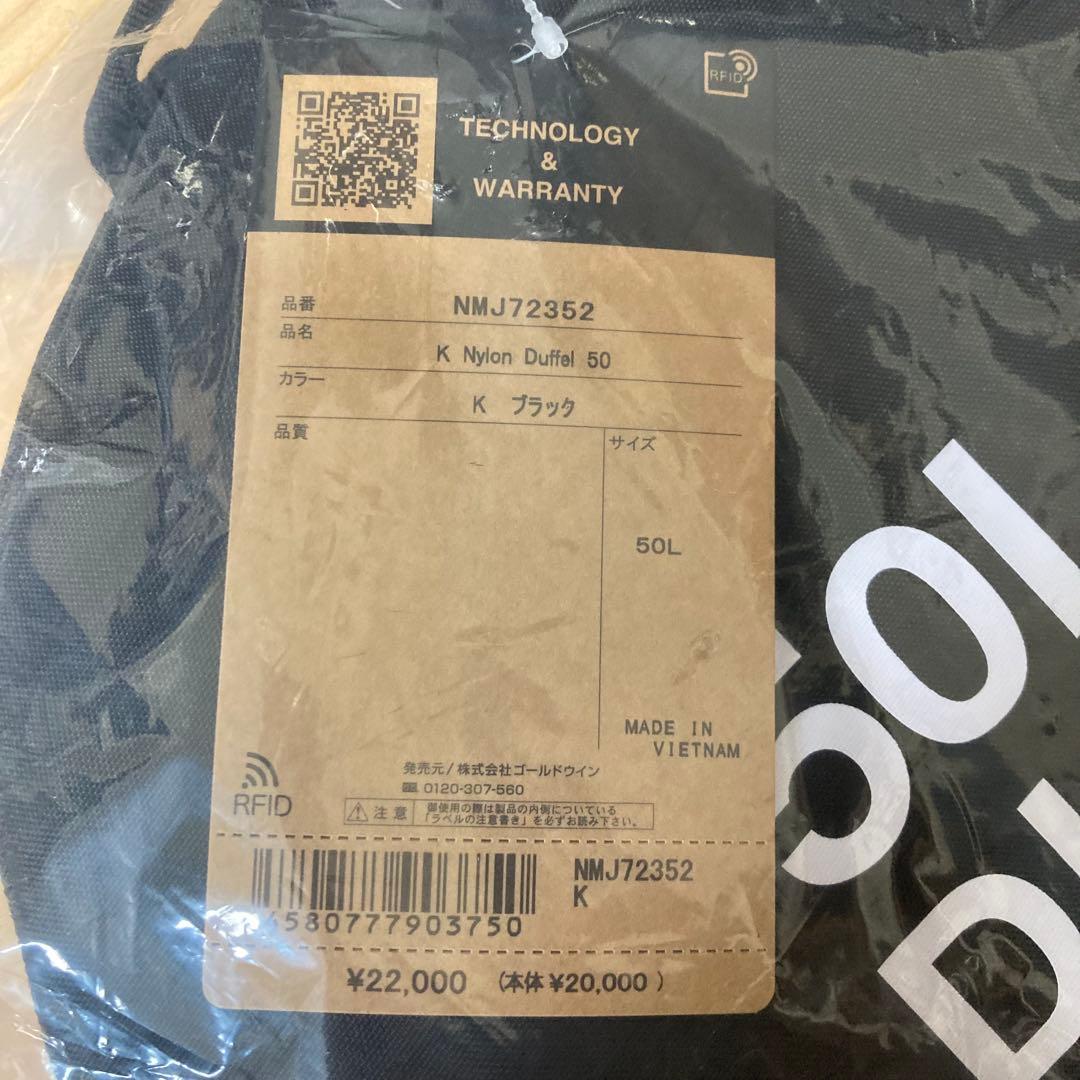 RFID
TECHNOLOGY
&
WARRANTY
品番 NMJ72352
品名
K Nylon Duffel 50
カラー
K ブラック
品質
サイズ
50L
MADE IN
VIETNAM
発売元/株式会社ゴールドウイン
0120-307-560
RFID
注意
御使用の際は製品の内側についている
「ラベルの注意書き」を必ずお読み下さい。
NMJ72352
K
4580777903750
¥22,000 (本体 ¥20,000 )